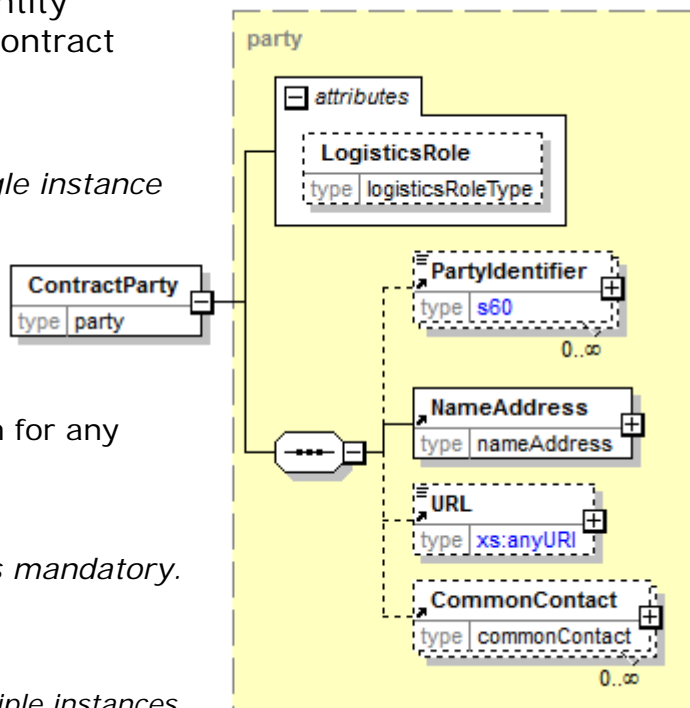 ntity
ontract
gle instance
n for any
s mandatory.
tiple instances
party
attributes
LogisticsRole
type logisticsRoleType
ContractParty
type party
PartyIdentifier
type s60
0..∞
NameAddress
type nameAddress
URL
type xs:anyURI
CommonContact
type commonContact
0..∞